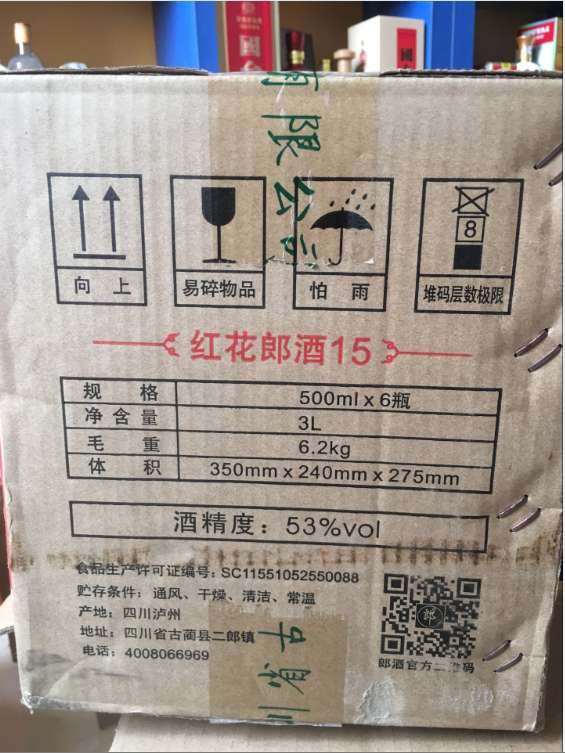 有限公司
向上
易碎物品
怕雨
8
堆码层数极限
红花郎酒15
规格 500ml x 6瓶
净含量 3L
毛重 6.2kg
体积 350mm x 240mm x 275mm
酒精度：53%vol
食品生产许可证编号：SC11551052550088
贮存条件：通风、干燥、清洁、常温
产地：四川泸州
地址：四川省古蔺县二郎镇
电话：4008066969
郎
郎酒官方二维码